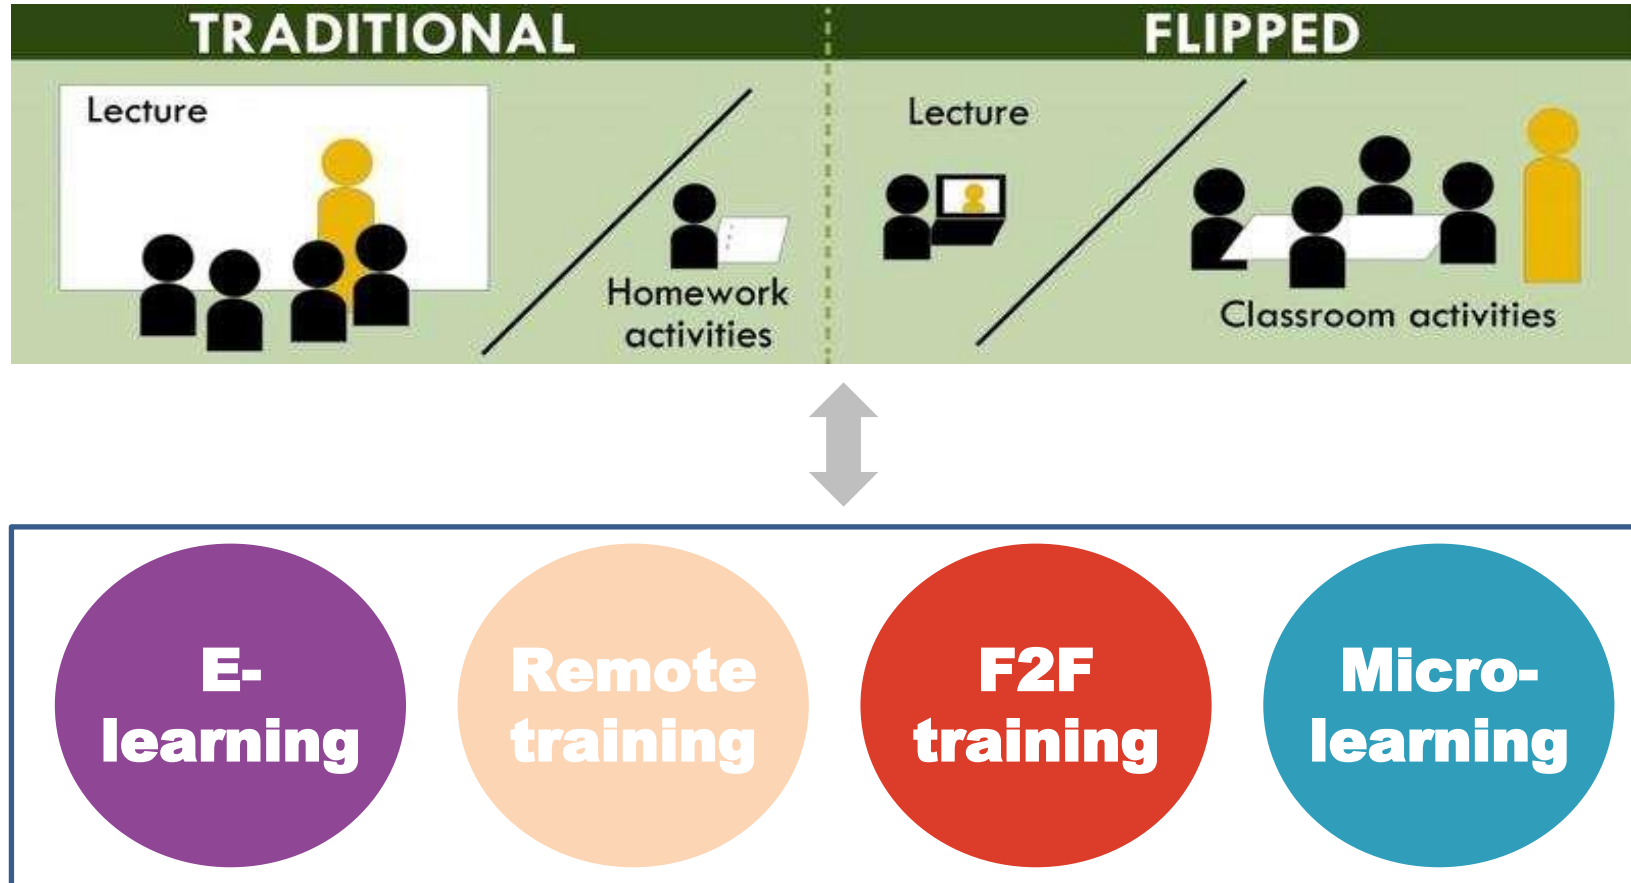 TRADITIONAL
FLIPPED
Lecture
Homework
activities
Lecture
Classroom activities
E-
learning
Remote
training
F2F
training
Micro-
learning